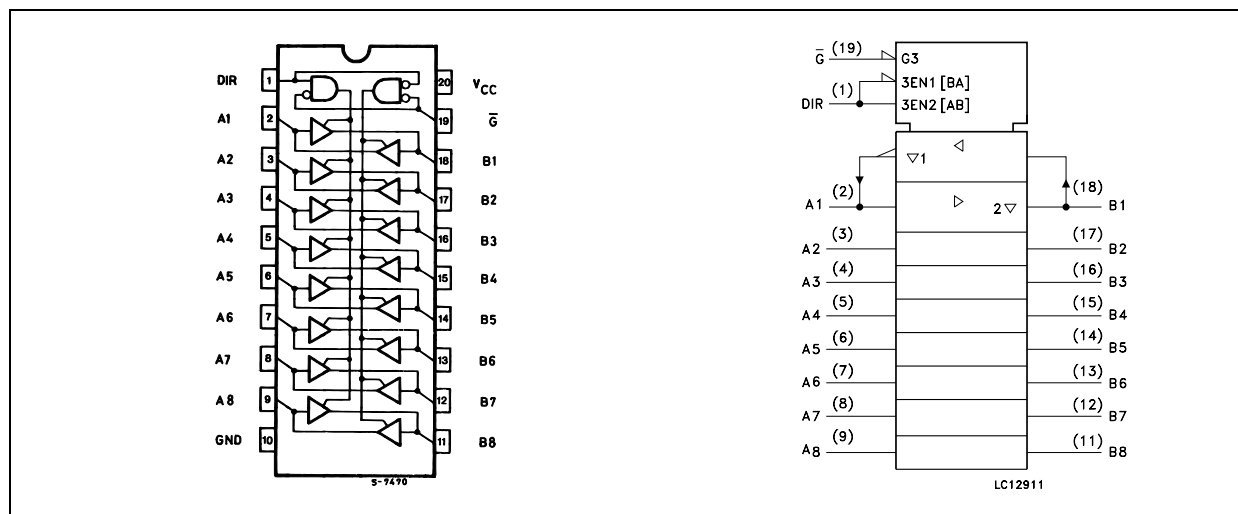 DIR 1 20 VCC
A1 2 19 G
A2 3 18 B1
A3 4 17 B2
A4 5 16 B3
A5 6 15 B4
A6 7 14 B5
A7 8 13 B6
A8 9 12 B7
GND 10 11 B8
S-7470
G (19) G3
3EN1 [BA]
DIR (1) 3EN2 [AB]
1
A1 (2) 2 (18) B1
A2 (3) (17) B2
A3 (4) (16) B3
A4 (5) (15) B4
A5 (6) (14) B5
A6 (7) (13) B6
A7 (8) (12) B7
A8 (9) (11) B8
LC12911